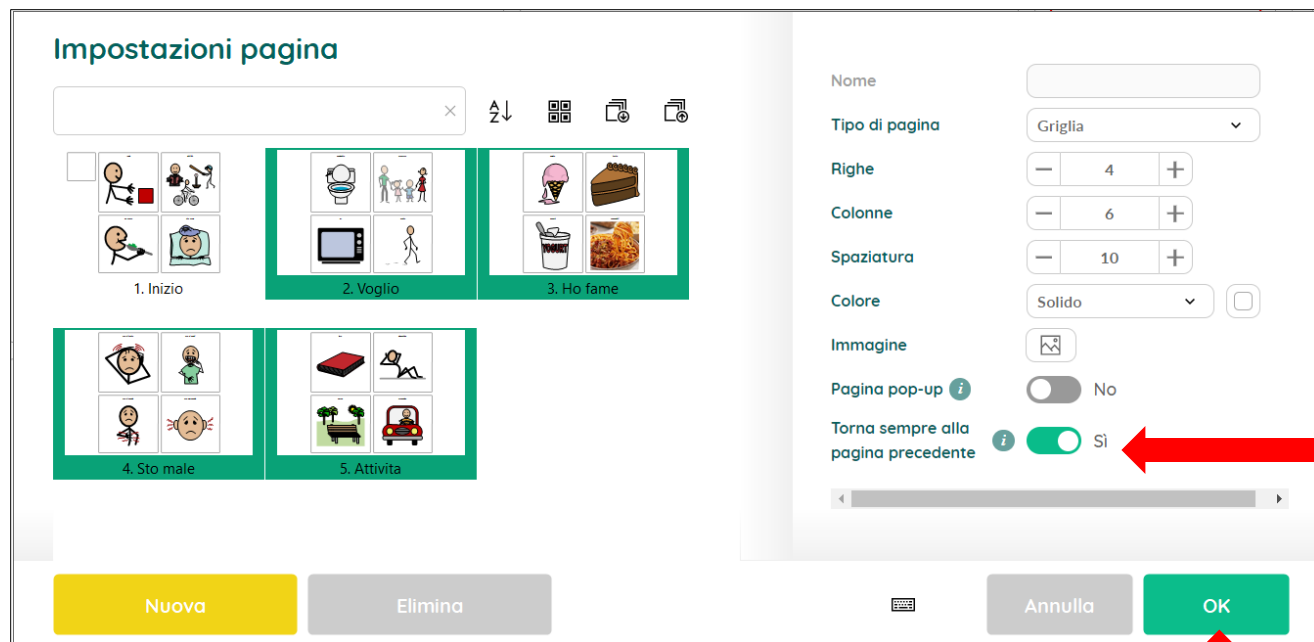 Impostazioni pagina
Nome
Tipo di pagina
Griglia
Righe
4
Colonne
6
Spaziatura
10
Colore
Solido
Immagine
Pagina pop-up
No
Torna sempre alla
pagina precedente
Sì
YOGURT
1. Inizio
2. Voglio
3. Ho fame
4. Sto male
5. Attivita
Nuova
Elimina
Annulla
OK